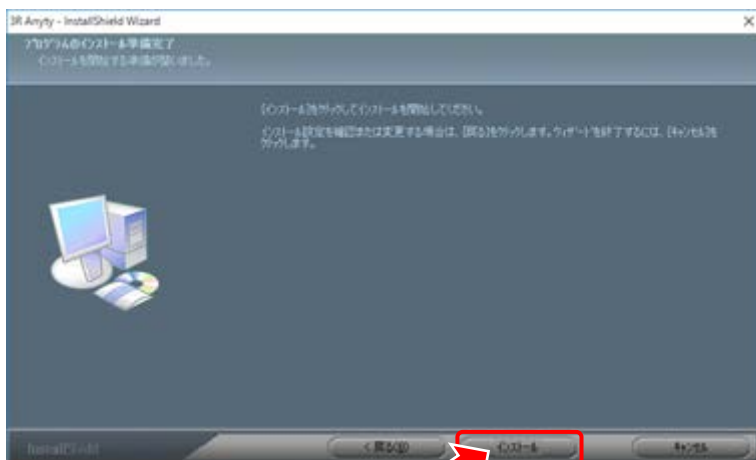 3R Anyty - InstallShield Wizard
プログラムのインストール準備完了
インストールを開始する準備が整いました。
[インストール]をクリックしてインストールを開始してください。
インストール設定を確認または変更する場合は、[戻る]をクリックします。ウィザードを終了するには、[キャンセル]を
クリックします。
InstallShield
< 戻る(B)
インストール
キャンセル